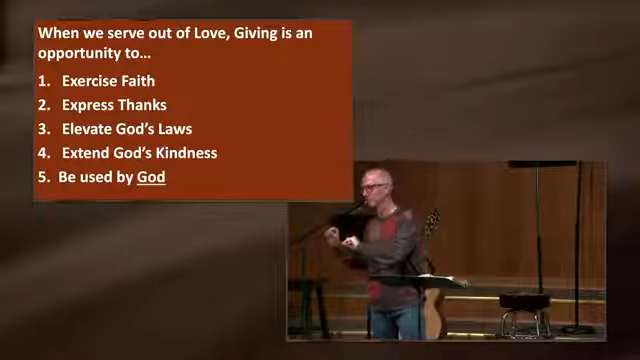 When we serve out of Love, Giving is an
opportunity to...
1. Exercise Faith
2. Express Thanks
3. Elevate God's Laws
4. Extend God's Kindness
5. Be used by God